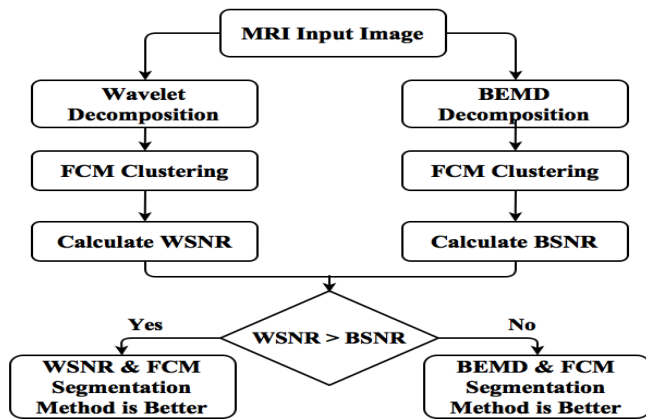 MRI Input Image
Wavelet
Decomposition
BEMD
Decomposition
FCM Clustering
FCM Clustering
Calculate WSNR
Calculate BSNR
Yes
WSNR > BSNR
No
WSNR & FCM
Segmentation
Method is Better
BEMD & FCM
Segmentation
Method is Better